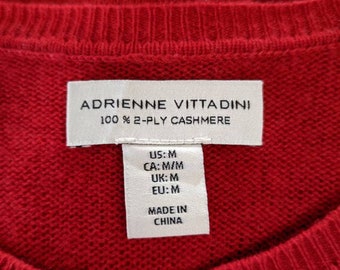 ADRIENNE VITTADINI
100 % 2-PLY CASHMERE
US: M
CA: M/M
UK: M
EU: M
MADE IN
CHINA